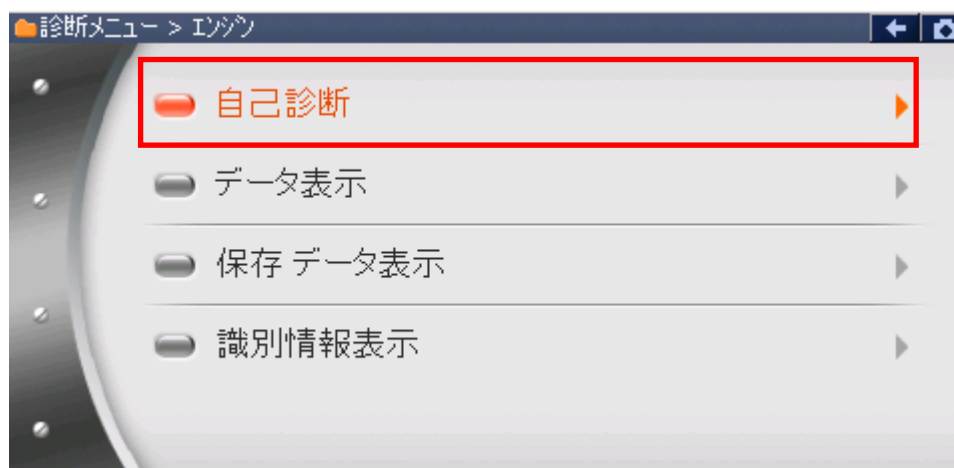 診断メニュー > エンジン
自己診断
データ表示
保存 データ表示
識別情報表示